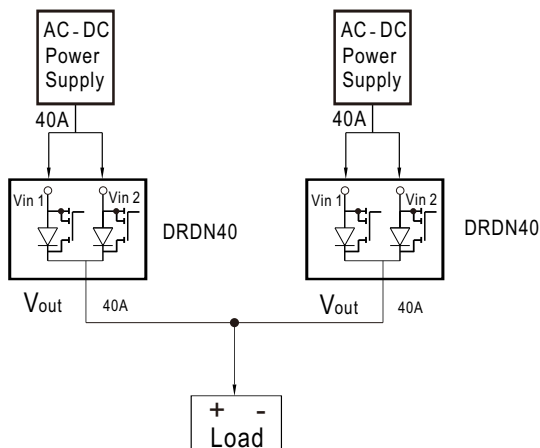 AC - DC
Power
Supply
AC - DC
Power
Supply
40A
40A
Vin 1
Vin 2
DRDN40
Vin 1
Vin 2
DRDN40
Vout
40A
Vout
40A
+ -
Load